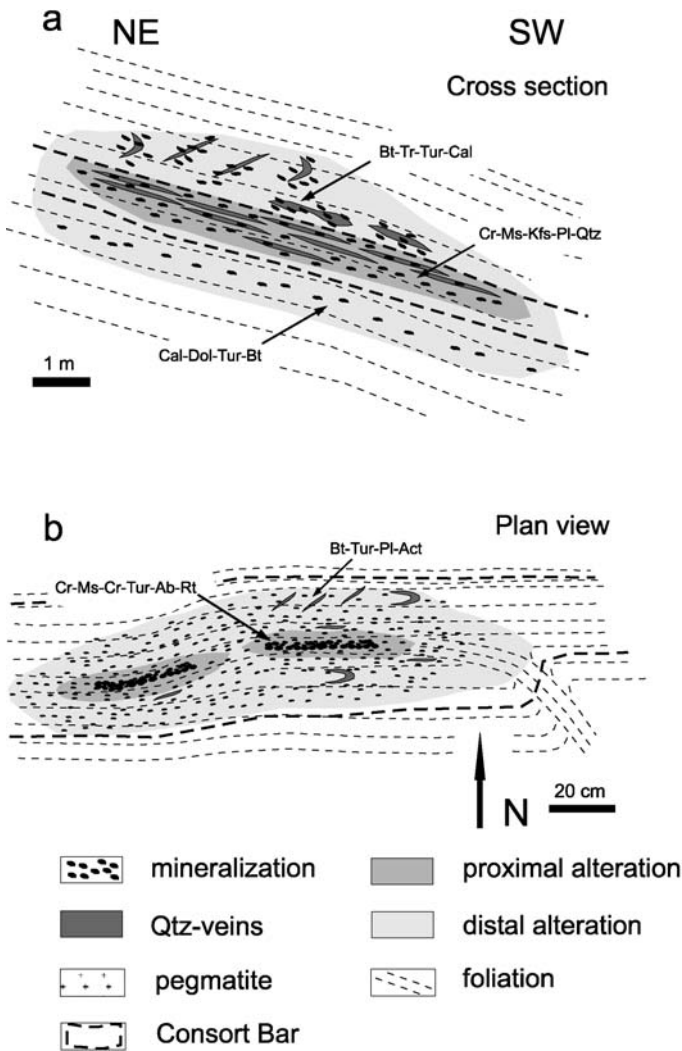 a
NE SW
Cross section
Bt-Tr-Tur-Cal
Cr-Ms-Kfs-Pl-Qtz
Cal-Dol-Tur-Bt
1 m
b
Plan view
Bt-Tur-Pl-Act
Cr-Ms-Cr-Tur-Ab-Rt
N
20 cm
mineralization
proximal alteration
Qtz-veins
distal alteration
pegmatite
foliation
Consort Bar